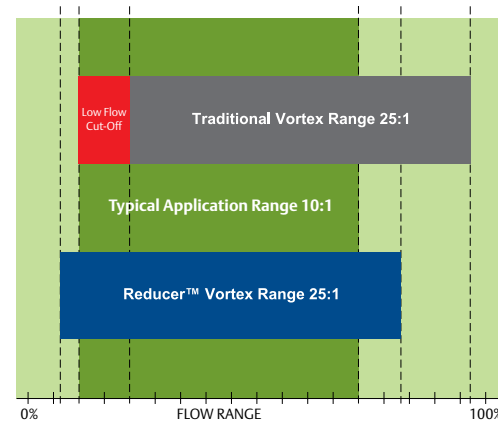 Low Flow
Cut-Off
Traditional Vortex Range 25:1
Typical Application Range 10:1
Reducer™ Vortex Range 25:1
0%
FLOW RANGE
100%